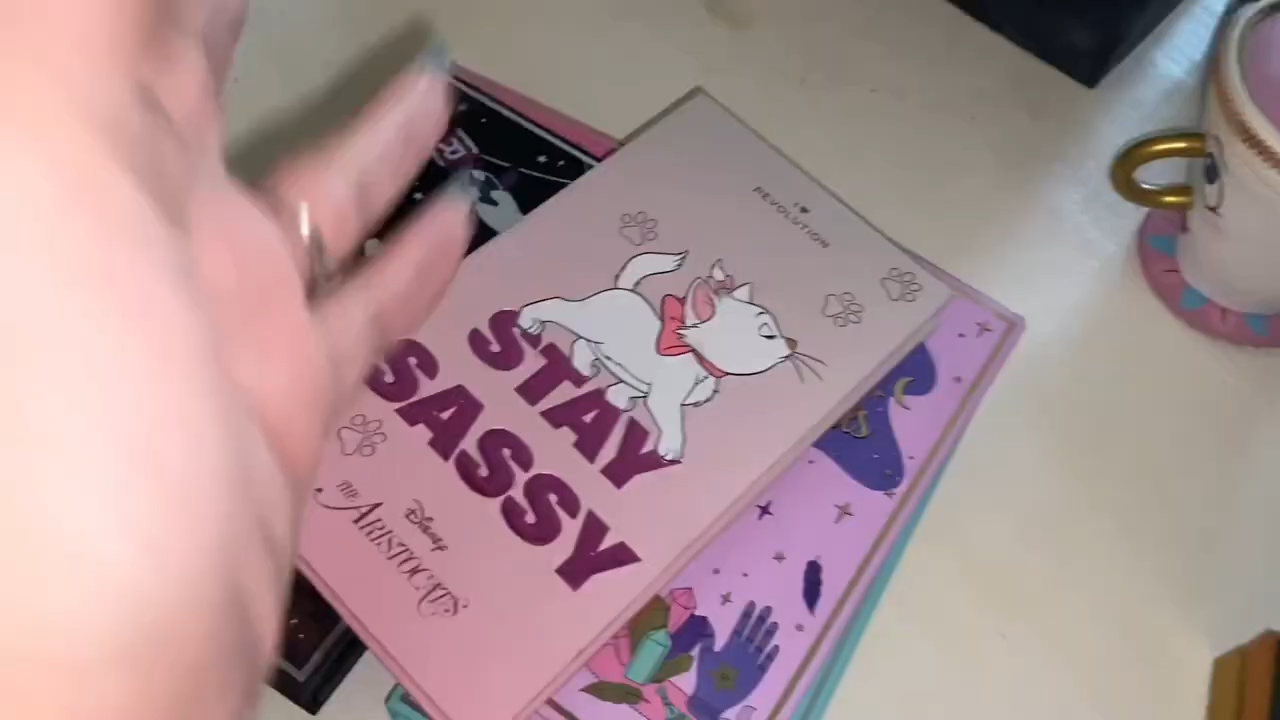 I ♥
REVOLUTION
STAY
SASSY
Disney
THE
ARISTOCATS